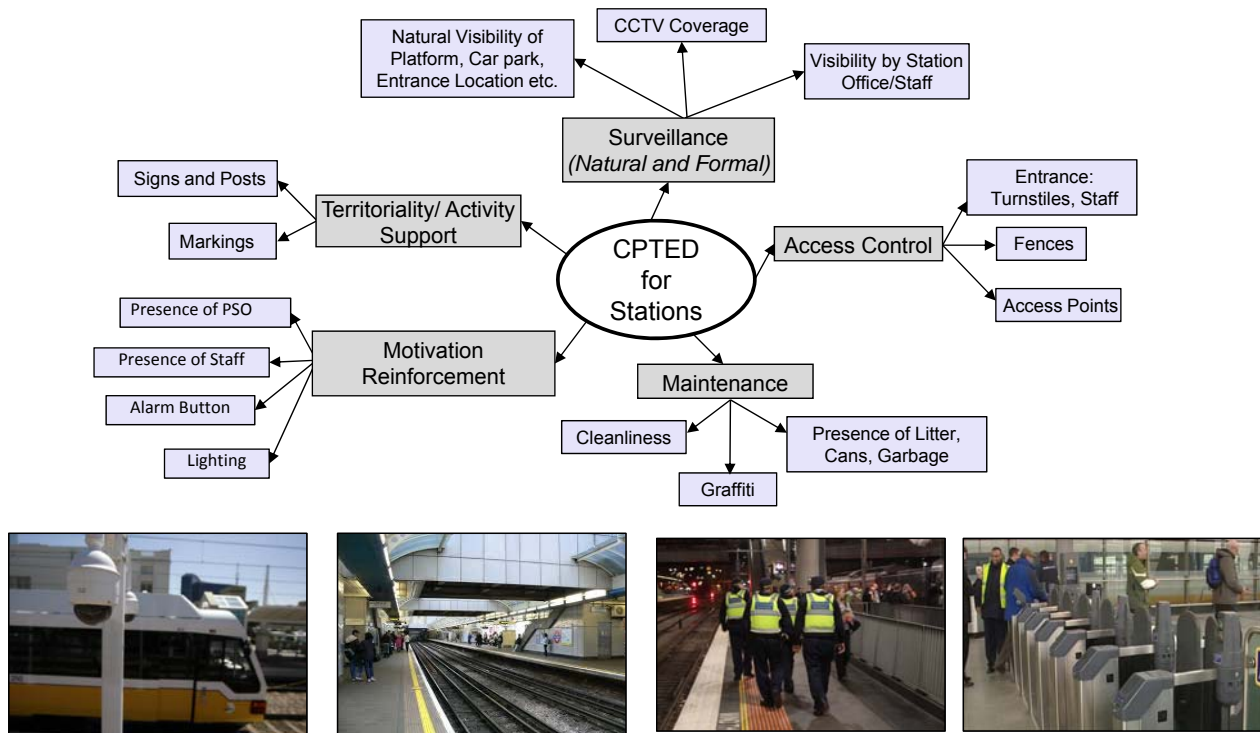 CCTV Coverage
Natural Visibility of
Platform, Car park,
Entrance Location etc.
Visibility by Station
Office/Staff
Surveillance
(Natural and Formal)
Signs and Posts
Markings
Territoriality/ Activity
Support
CPTED
for
Stations
Access Control
Entrance:
Turnstiles, Staff
Fences
Access Points
Presence of PSO
Presence of Staff
Alarm Button
Lighting
Motivation
Reinforcement
Maintenance
Cleanliness
Graffiti
Presence of Litter,
Cans, Garbage